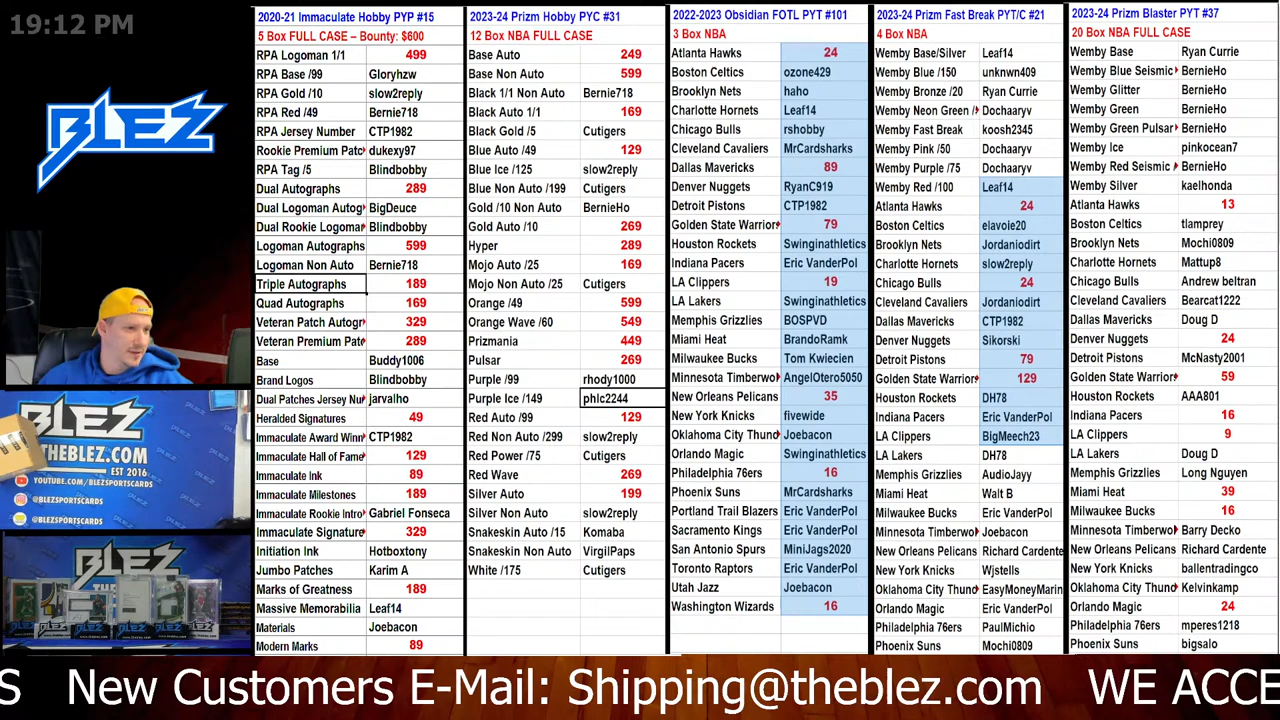 19:12 PM
BLEZ
BLEZ
THEBLEZ.COM
EST 2016
YOUTUBE.COM/BLEZSPORTSCARDS
@BLEZSPORTSCARDS
@BLEZSPORTSCARDS
BLEZ
2020-21 Immaculate Hobby PYP #15
5 Box FULL CASE – Bounty: $600
RPA Logoman 1/1 499
RPA Base /99 Gloryhzw
RPA Gold /10 slow2reply
RPA Red /49 Bernie718
RPA Jersey Number CTP1982
Rookie Premium Patc dukexy97
RPA Tag /5 Blindbobby
Dual Autographs 289
Dual Logoman Autog BigDeuce
Dual Rookie Logoma Blindbobby
Logoman Autographs 599
Logoman Non Auto Bernie718
Triple Autographs 189
Quad Autographs 169
Veteran Patch Autogr 329
Veteran Premium Pate 289
Base Buddy1006
Brand Logos Blindbobby
Dual Patches Jersey Nu jarvalho
Heralded Signatures 49
Immaculate Award Winn CTP1982
Immaculate Hall of Fame 129
Immaculate Ink 89
Immaculate Milestones 189
Immaculate Rookie Intro Gabriel Fonseca
Immaculate Signature 329
Initiation Ink Hotboxtony
Jumbo Patches Karim A
Marks of Greatness 189
Massive Memorabilia Leaf14
Materials Joebacon
Modern Marks 89
2023-24 Prizm Hobby PYC #31
12 Box NBA FULL CASE
Base Auto 249
Base Non Auto 599
Black 1/1 Non Auto Bernie718
Black Auto 1/1 169
Black Gold /5 Cutigers
Blue Auto /49 129
Blue Ice /125 slow2reply
Blue Non Auto /199 Cutigers
Gold /10 Non Auto BernieHo
Gold Auto /10 269
Hyper 289
Mojo Auto /25 169
Mojo Non Auto /25 Cutigers
Orange /49 599
Orange Wave /60 549
Prizmania 449
Pulsar 269
Purple /99 rhody1000
Purple Ice /149 phlc2244
Red Auto /99 129
Red Non Auto /299 slow2reply
Red Power /75 Cutigers
Red Wave 269
Silver Auto 199
Silver Non Auto slow2reply
Snakeskin Auto /15 Komaba
Snakeskin Non Auto VirgilPaps
White /175 Cutigers
2022-2023 Obsidian FOTL PYT #101
3 Box NBA
Atlanta Hawks 24
Boston Celtics ozone429
Brooklyn Nets haho
Charlotte Hornets Leaf14
Chicago Bulls rshobby
Cleveland Cavaliers MrCardsharks
Dallas Mavericks 89
Denver Nuggets RyanC919
Detroit Pistons CTP1982
Golden State Warrior 79
Houston Rockets Swinginathletics
Indiana Pacers Eric VanderPol
LA Clippers 19
LA Lakers Swinginathletics
Memphis Grizzlies BOSPVD
Miami Heat BrandoRamk
Milwaukee Bucks Tom Kwiecien
Minnesota Timberwo AngelOtero5050
New Orleans Pelicans 35
New York Knicks fivewide
Oklahoma City Thund Joebacon
Orlando Magic Swinginathletics
Philadelphia 76ers 16
Phoenix Suns MrCardsharks
Portland Trail Blazers Eric VanderPol
Sacramento Kings Eric VanderPol
San Antonio Spurs MiniJags2020
Toronto Raptors Eric VanderPol
Utah Jazz Joebacon
Washington Wizards 16
2023-24 Prizm Fast Break PYT/C #21
4 Box NBA
Wemby Base/Silver Leaf14
Wemby Blue /150 unknwn409
Wemby Bronze /20 Ryan Currie
Wemby Neon Green / Dochaaryv
Wemby Fast Break koosh2345
Wemby Pink /50 Dochaaryv
Wemby Purple /75 Dochaaryv
Wemby Red /100 Leaf14
Atlanta Hawks 24
Boston Celtics elavoie20
Brooklyn Nets Jordaniodirt
Charlotte Hornets slow2reply
Chicago Bulls 24
Cleveland Cavaliers Jordaniodirt
Dallas Mavericks CTP1982
Denver Nuggets Sikorski
Detroit Pistons 79
Golden State Warrior 129
Houston Rockets DH78
Indiana Pacers Eric VanderPol
LA Clippers BigMeech23
LA Lakers DH78
Memphis Grizzlies AudioJayy
Miami Heat Walt B
Milwaukee Bucks Eric VanderPol
Minnesota Timberwo Joebacon
New Orleans Pelicans Richard Cardente
New York Knicks Wjstells
Oklahoma City Thund EasyMoneyMarin
Orlando Magic Eric VanderPol
Philadelphia 76ers PaulMichio
Phoenix Suns Mochi0809
2023-24 Prizm Blaster PYT #37
20 Box NBA FULL CASE
Wemby Base Ryan Currie
Wemby Blue Seismic BernieHo
Wemby Glitter BernieHo
Wemby Green BernieHo
Wemby Green Pulsar BernieHo
Wemby Ice pinkocean7
Wemby Red Seismic BernieHo
Wemby Silver kaelhonda
Atlanta Hawks 13
Boston Celtics tlamprey
Brooklyn Nets Mochi0809
Charlotte Hornets Mattup8
Chicago Bulls Andrew beltran
Cleveland Cavaliers Bearcat1222
Dallas Mavericks Doug D
Denver Nuggets 24
Detroit Pistons McNasty2001
Golden State Warrior 59
Houston Rockets AAA801
Indiana Pacers 16
LA Clippers 9
LA Lakers Doug D
Memphis Grizzlies Long Nguyen
Miami Heat 39
Milwaukee Bucks 16
Minnesota Timberwo Barry Decko
New Orleans Pelicans Richard Cardente
New York Knicks ballentradingco
Oklahoma City Thund Kelvinkamp
Orlando Magic 24
Philadelphia 76ers mperes1218
Phoenix Suns bigsalo
S New Customers E-Mail: Shipping@theblez.com WE ACCE